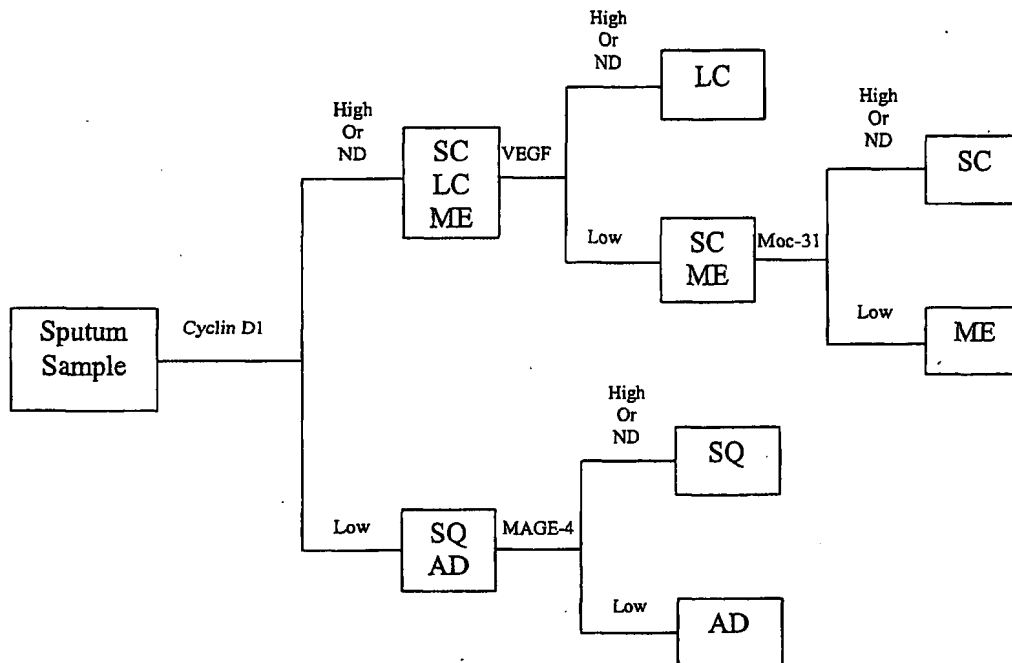 Sputum
Sample
Cyclin D1
High
Or
ND
SC
LC
ME
VEGF
High
Or
ND
LC
Low
SC
ME
Moc-31
High
Or
ND
SC
Low
ME
Low
SQ
AD
MAGE-4
High
Or
ND
SQ
Low
AD